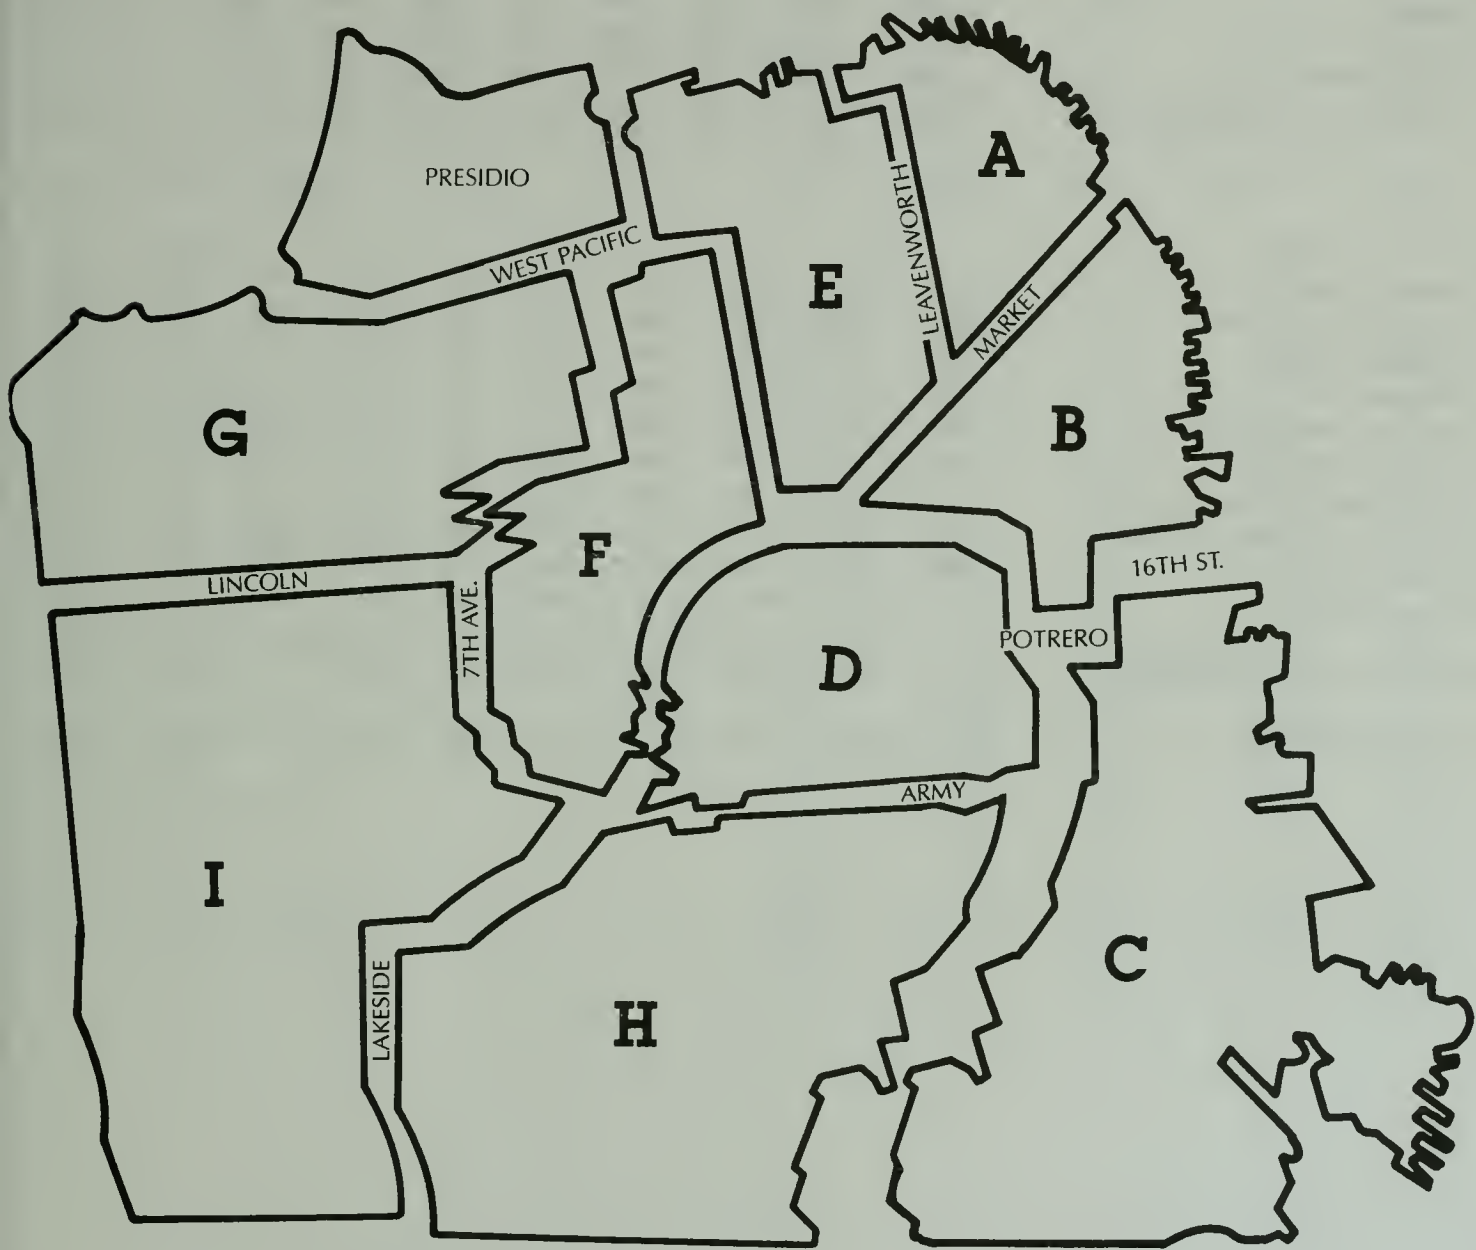 A
PRESIDIO
LEAVENWORTH
WEST PACIFIC
E
MARKET
G
B
F
16TH ST.
LINCOLN
7TH AVE.
POTRERO
D
ARMY
I
C
LAKESIDE
H